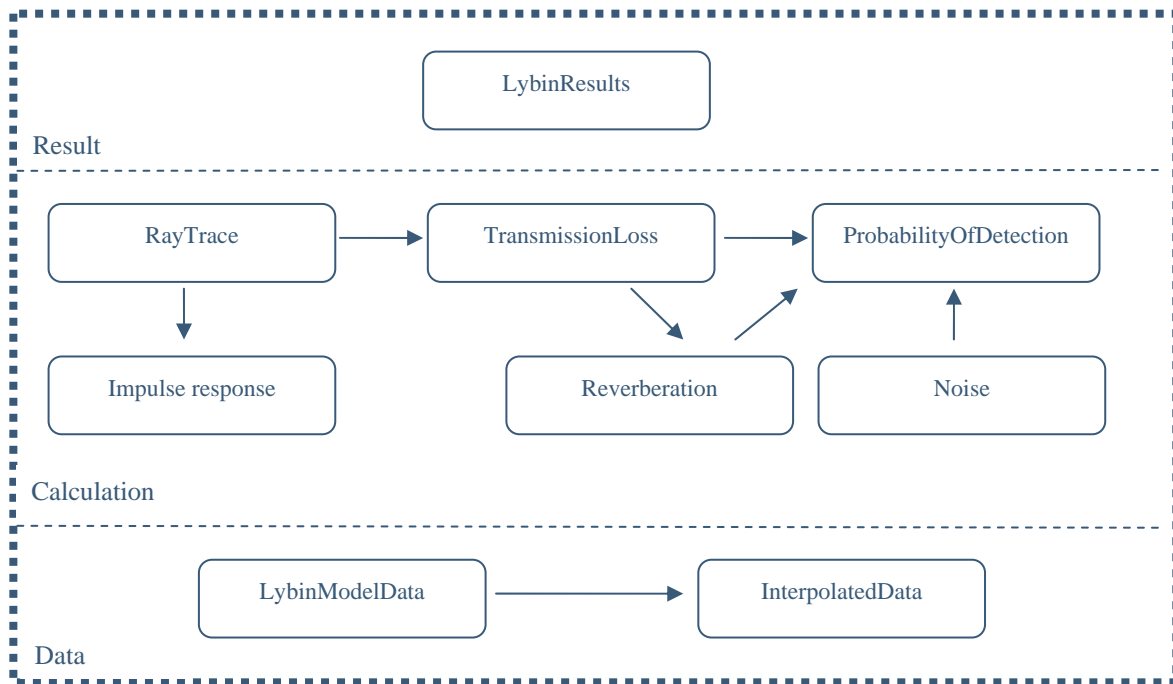 LybinResults
Result
RayTrace
TransmissionLoss
ProbabilityOfDetection
Impulse response
Reverberation
Noise
Calculation
LybinModelData
InterpolatedData
Data